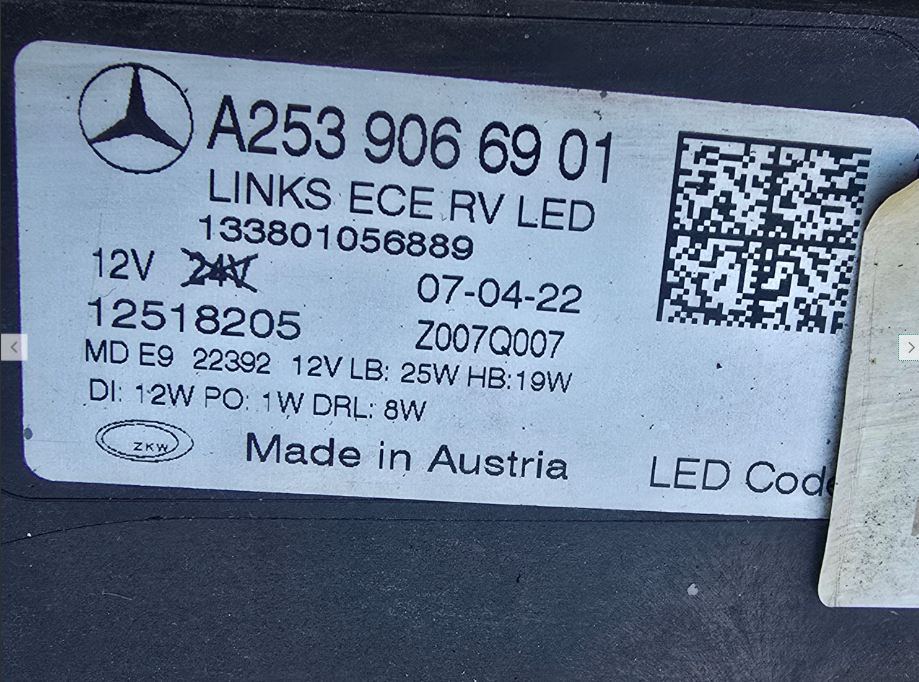 A253 906 69 01
LINKS ECE RV LED
133801056889
12V 24V
07-04-22
12518205
Z007Q007
MD E9 22392 12V LB: 25W HB:19W
DI: 12W PO: 1W DRL: 8W
ZKW
Made in Austria
LED Code